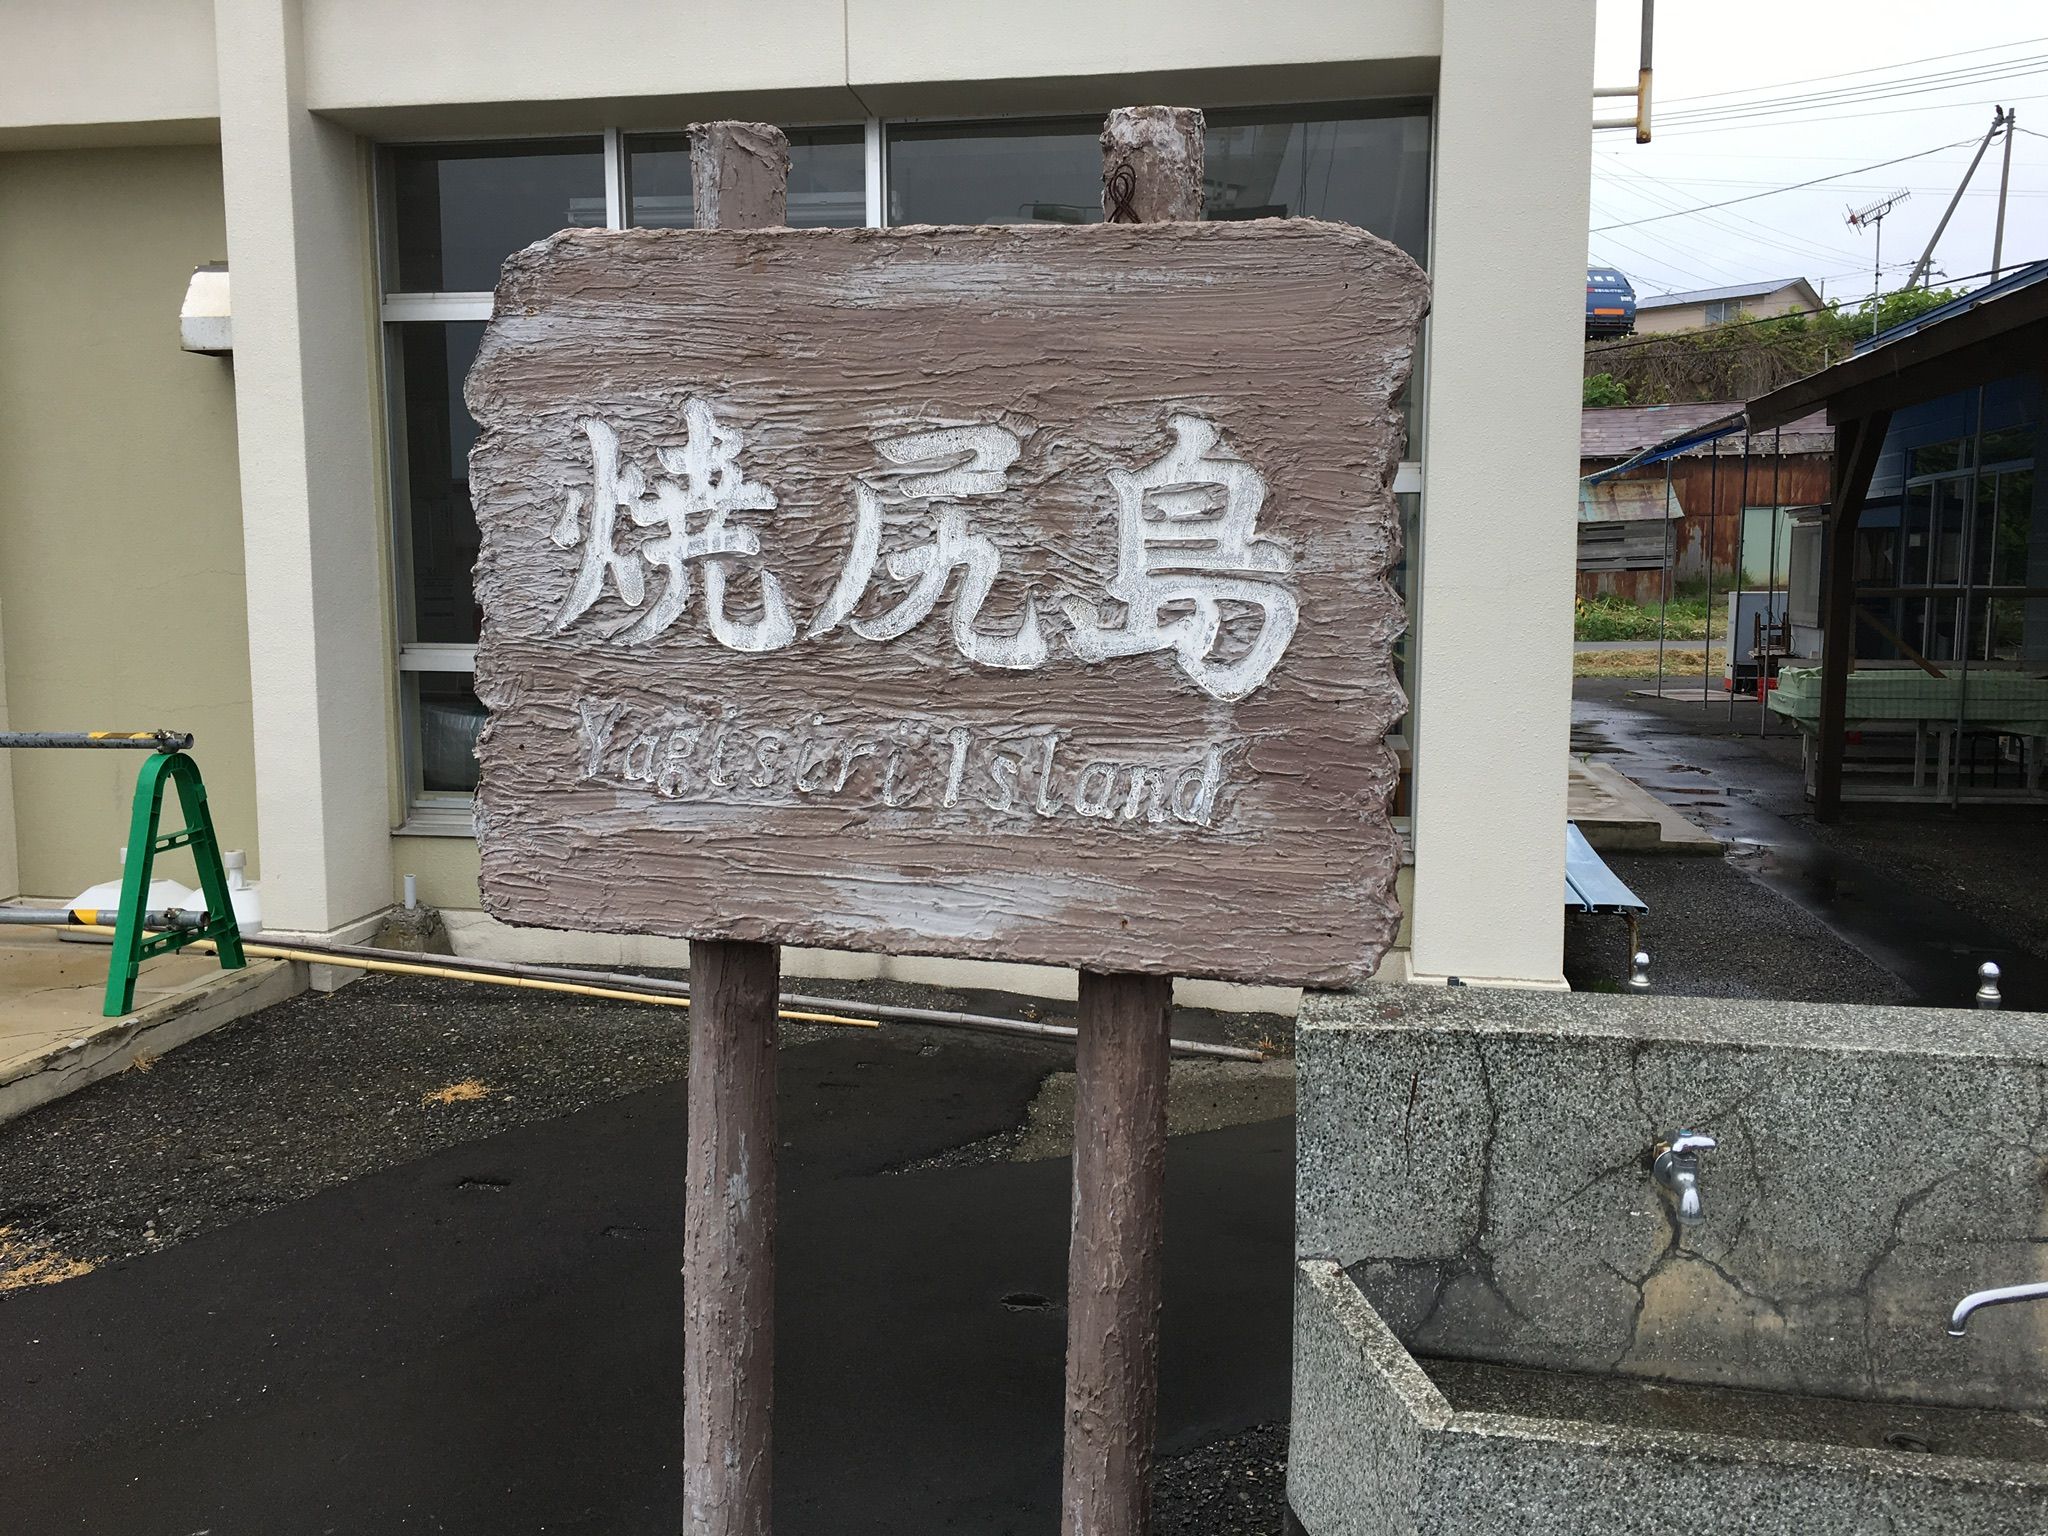 焼尻島
Yagisiri Island